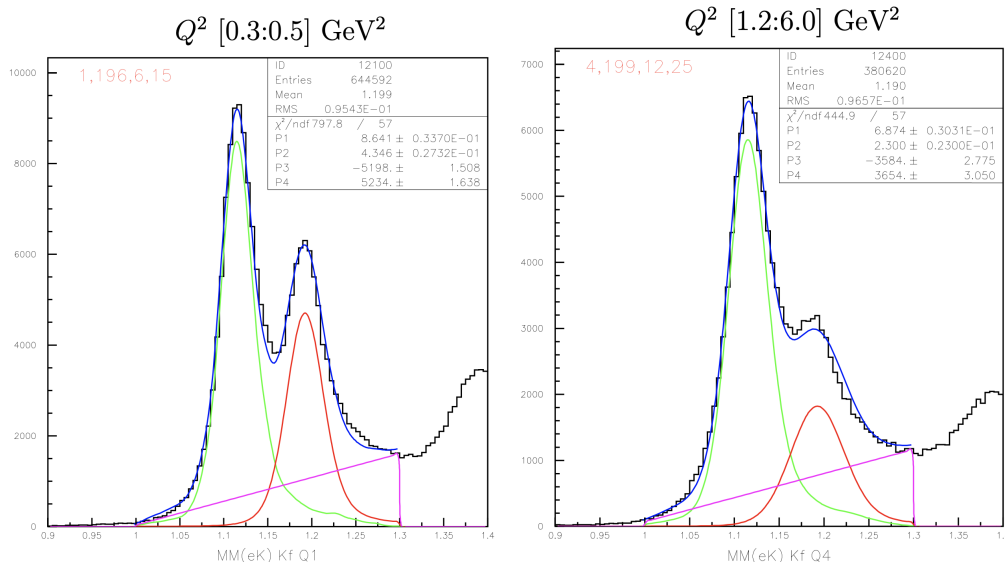 Q² [0.3:0.5] GeV²
1,196,6,15
ID 12100
Entries 644592
Mean 1.199
RMS 0.9543E-01
χ²/ndf 797.8 / 57
P1 8.641 ± 0.3370E-01
P2 4.346 ± 0.2732E-01
P3 -5198. ± 1.508
P4 5234. ± 1.638
10000
8000
6000
4000
2000
0
0.9 0.95 1 1.05 1.1 1.15 1.2 1.25 1.3 1.35 1.4
MM(eK) Kf Q1
Q² [1.2:6.0] GeV²
4,199,12,25
ID 12400
Entries 380620
Mean 1.190
RMS 0.9657E-01
χ²/ndf 444.9 / 57
P1 6.874 ± 0.3031E-01
P2 2.300 ± 0.2300E-01
P3 -3584. ± 2.775
P4 3654. ± 3.050
7000
6000
5000
4000
3000
2000
1000
0
0.9 0.95 1 1.05 1.1 1.15 1.2 1.25 1.3 1.35 1.
MM(eK) Kf Q4